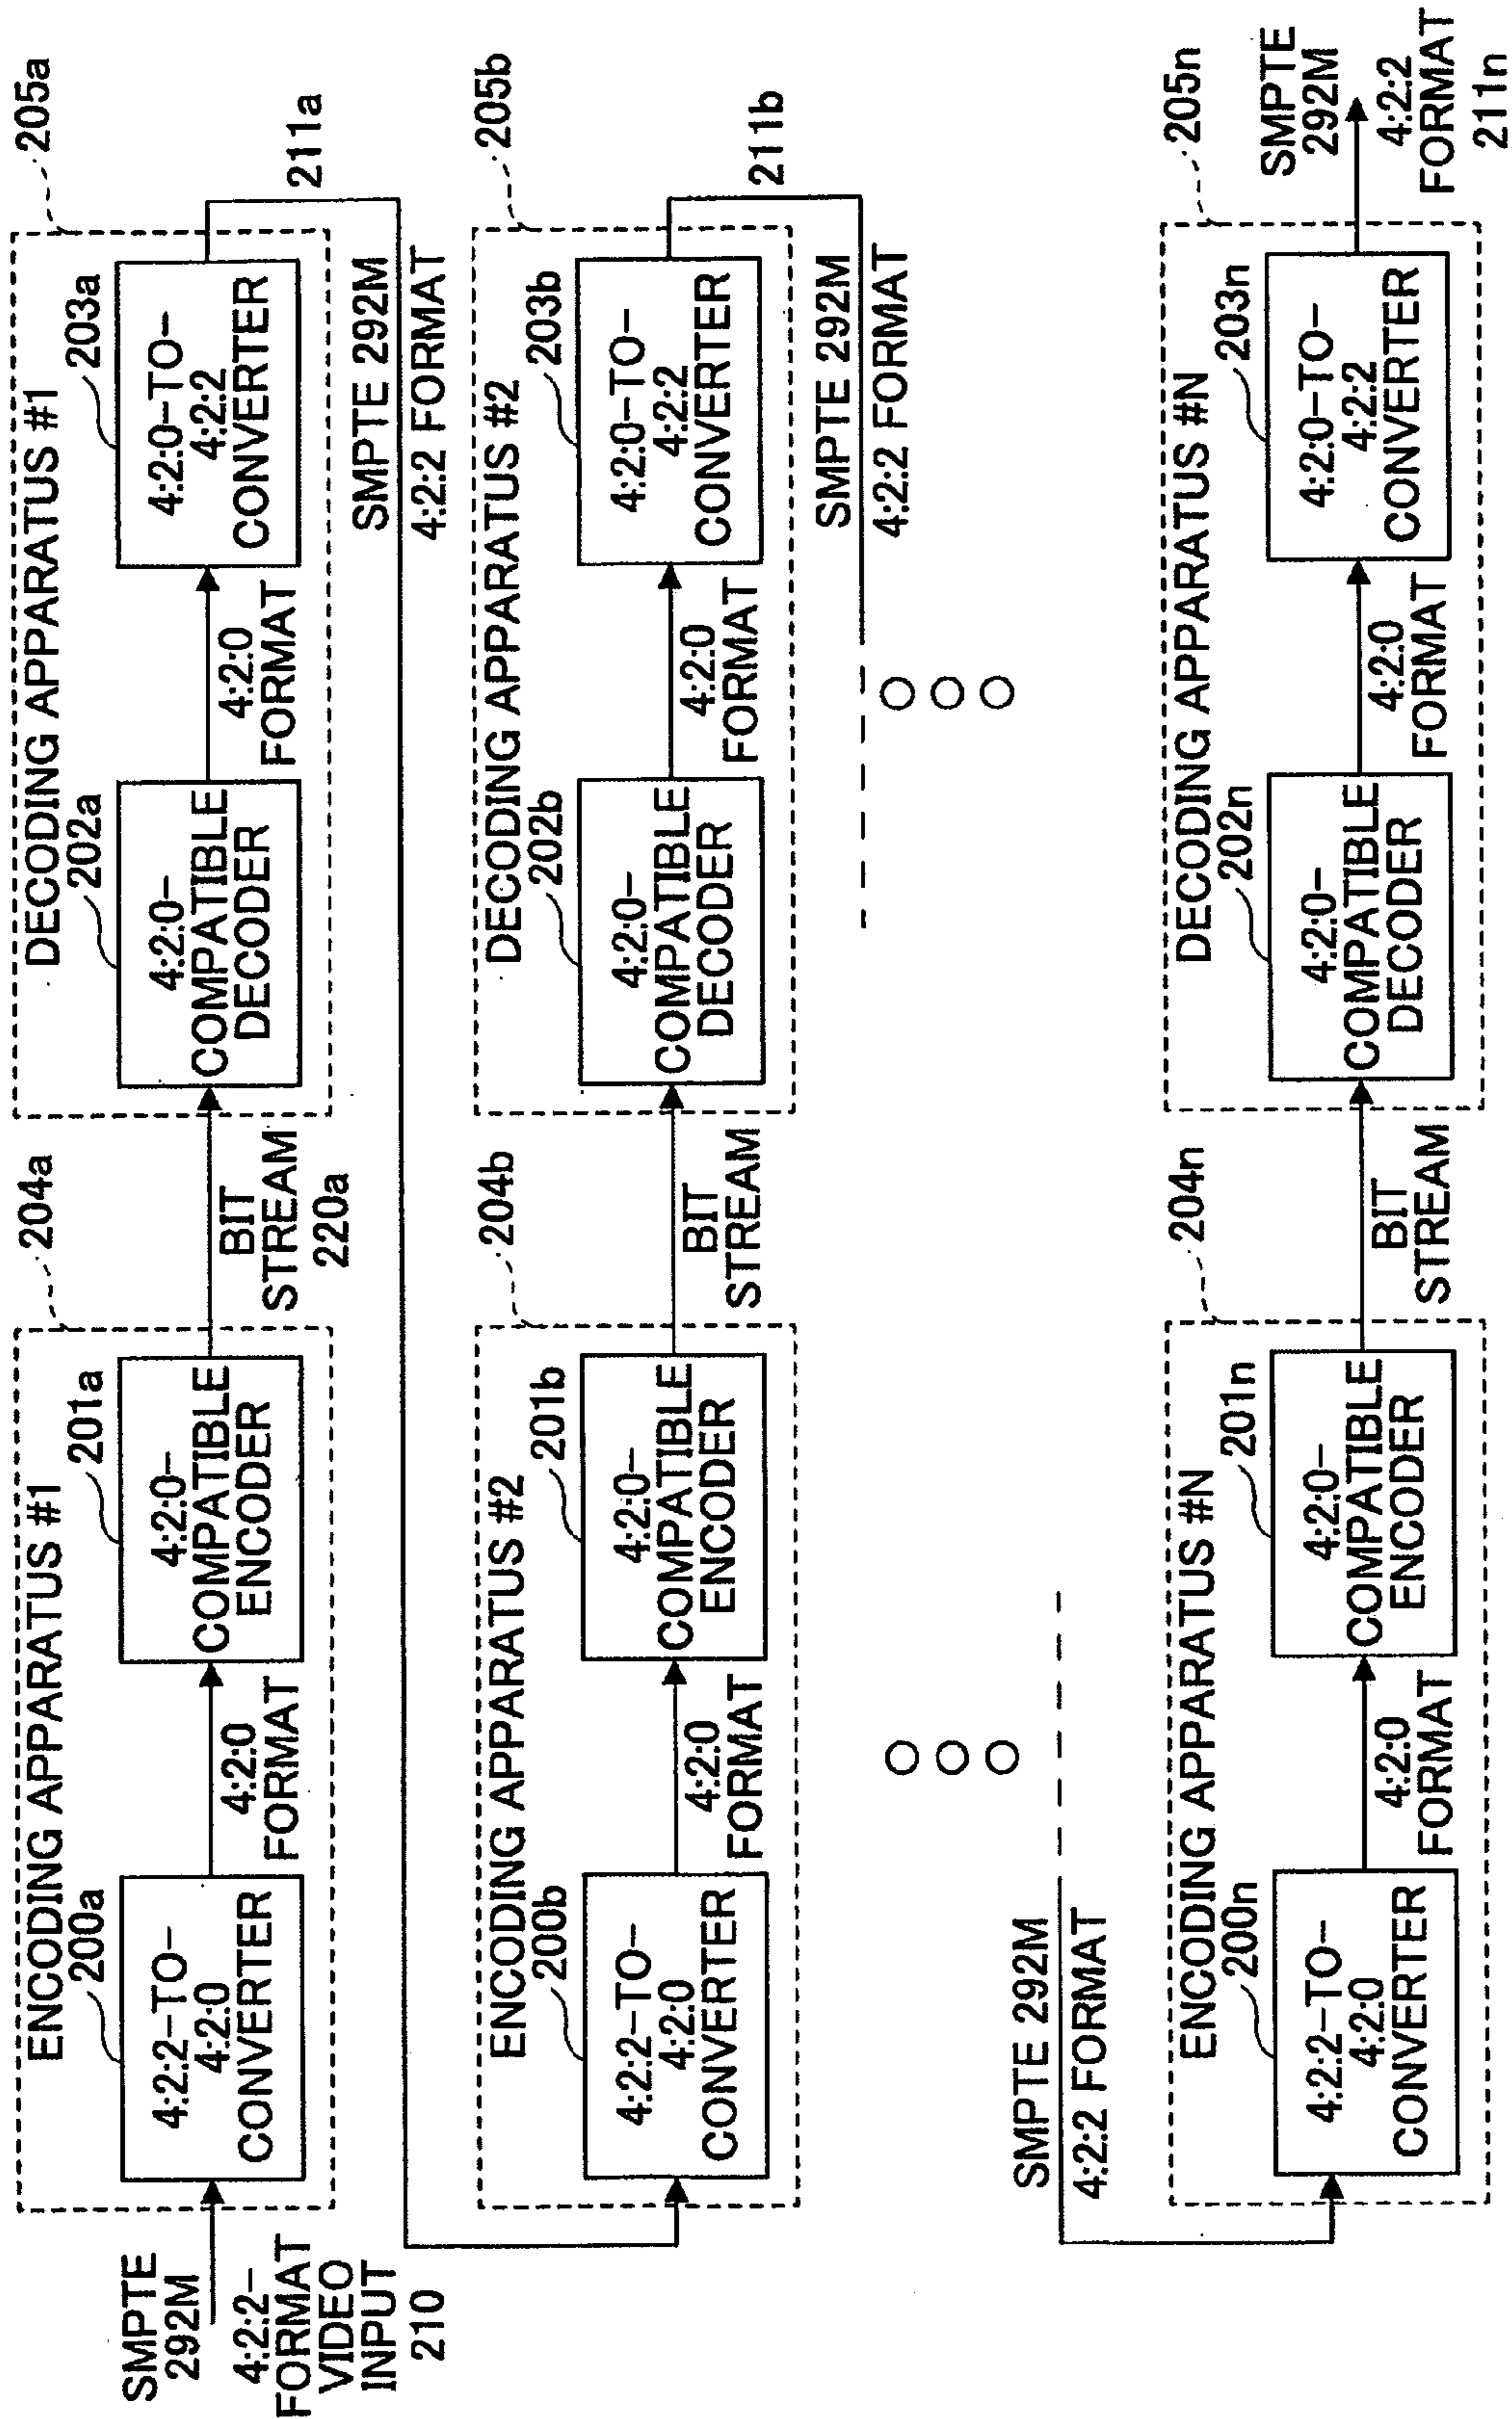 ENCODING APPARATUS #1
204a
200a
201a
SMPTE
292M
4:2:2-
FORMAT
VIDEO
INPUT
210
4:2:2-TO-
4:2:0
CONVERTER
4:2:0
FORMAT
4:2:0-
COMPATIBLE
ENCODER
BIT
STREAM
220a
DECODING APPARATUS #1
205a
202a
203a
4:2:0-
COMPATIBLE
DECODER
4:2:0
FORMAT
4:2:0-TO-
4:2:2
CONVERTER
211a
SMPTE 292M
4:2:2 FORMAT
ENCODING APPARATUS #2
204b
200b
201b
4:2:2-TO-
4:2:0
CONVERTER
4:2:0
FORMAT
4:2:0-
COMPATIBLE
ENCODER
BIT
STREAM
DECODING APPARATUS #2
205b
202b
203b
4:2:0-
COMPATIBLE
DECODER
4:2:0
FORMAT
4:2:0-TO-
4:2:2
CONVERTER
211b
SMPTE 292M
4:2:2 FORMAT
SMPTE 292M
4:2:2 FORMAT
ENCODING APPARATUS #N
204n
200n
201n
4:2:2-TO-
4:2:0
CONVERTER
4:2:0
FORMAT
4:2:0-
COMPATIBLE
ENCODER
BIT
STREAM
DECODING APPARATUS #N
205n
202n
203n
4:2:0-
COMPATIBLE
DECODER
4:2:0
FORMAT
4:2:0-TO-
4:2:2
CONVERTER
SMPTE
292M
4:2:2
FORMAT
211n